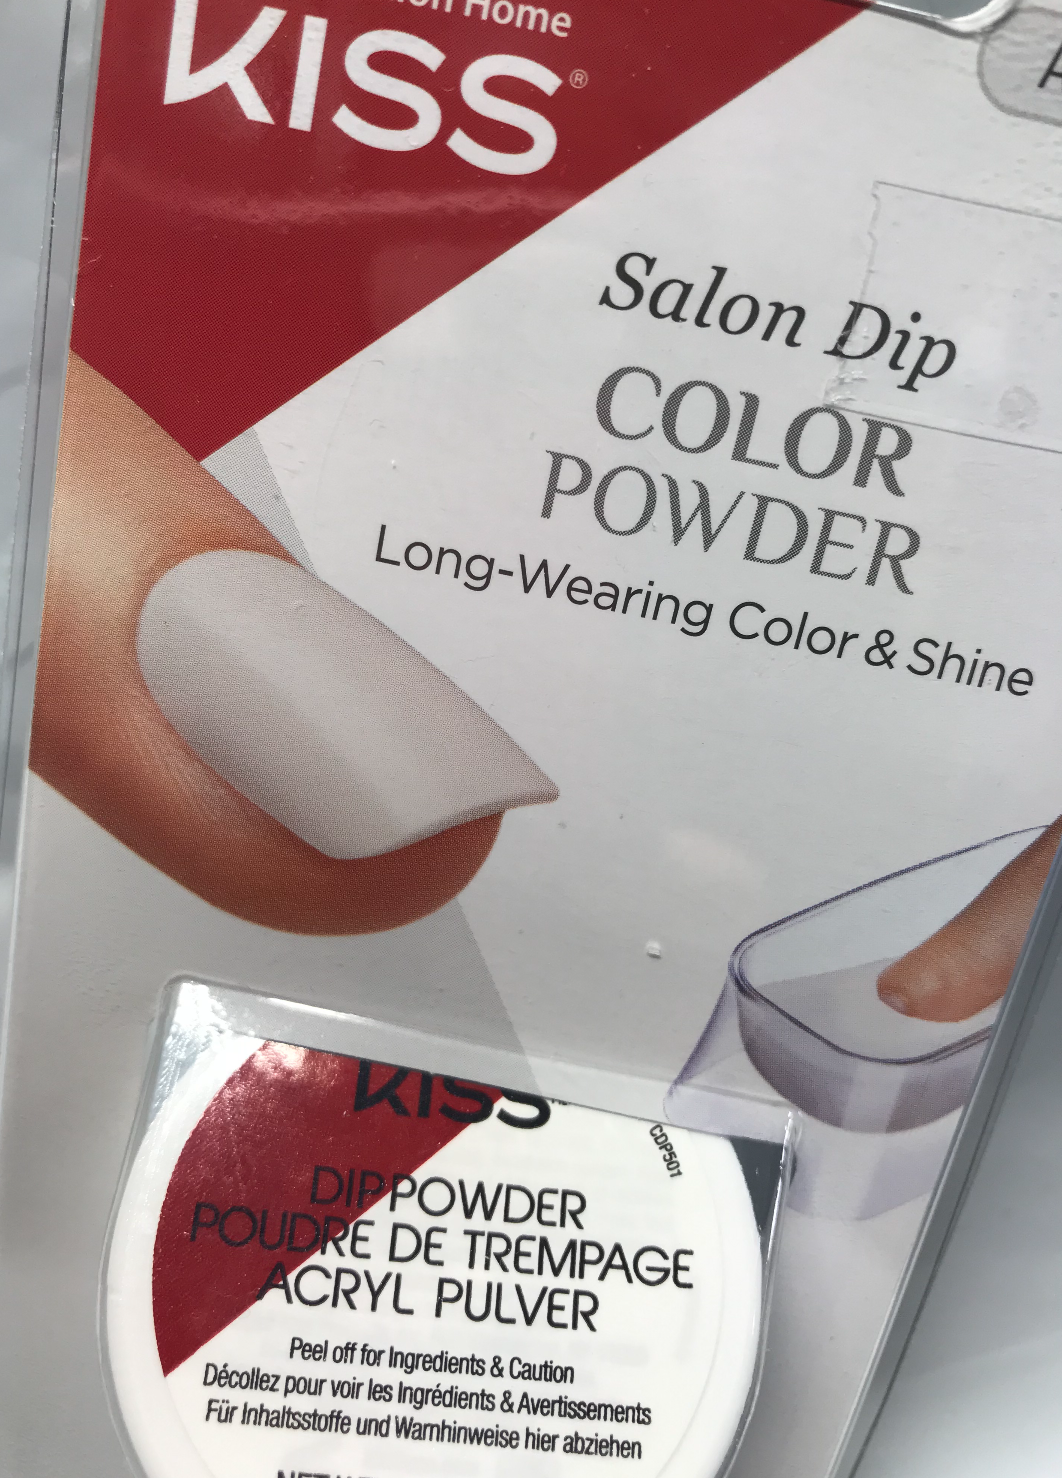 Home
KISS®
Salon Dip
COLOR
POWDER
Long-Wearing Color & Shine
KISS
CDP501
DIP POWDER
POUDRE DE TREMPAGE
ACRYL PULVER
Peel off for Ingredients & Caution
Décollez pour voir les Ingrédients & Avertissements
Für Inhaltsstoffe und Warnhinweise hier abziehen